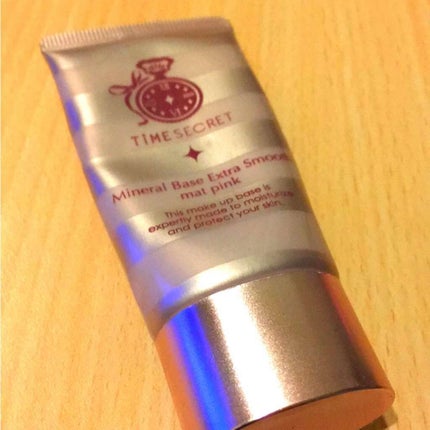 TIME SECRET
Mineral Base Extra Smooth
mat pink
This make up base is
expertly made to moisturize
and protect your skin.